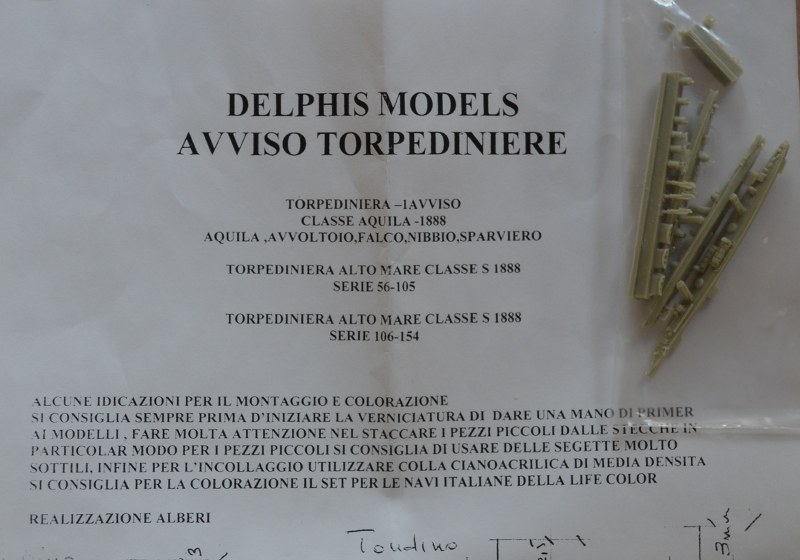 DELPHIS MODELS
AVVISO TORPEDINIERE
TORPEDINIERA –1AVVISO
CLASSE AQUILA -1888
AQUILA ,AVVOLTOIO,FALCO,NIBBIO,SPARVIERO
TORPEDINIERA ALTO MARE CLASSE S 1888
SERIE 56-105
TORPEDINIERA ALTO MARE CLASSE S 1888
SERIE 106-154
ALCUNE IDICAZIONI PER IL MONTAGGIO E COLORAZIONE
SI CONSIGLIA SEMPRE PRIMA D'INIZIARE LA VERNICIATURA DI DARE UNA MANO DI PRIMER
AI MODELLI , FARE MOLTA ATTENZIONE NEL STACCARE I PEZZI PICCOLI DALLE STECCHE IN
PARTICOLAR MODO PER I PEZZI PICCOLI SI CONSIGLIA DI USARE DELLE SEGETTE MOLTO
SOTTILI, INFINE PER L'INCOLLAGGIO UTILIZZARE COLLA CIANOACRILICA DI MEDIA DENSITA
SI CONSIGLIA PER LA COLORAZIONE IL SET PER LE NAVI ITALIANE DELLA LIFE COLOR
REALIZZAZIONE ALBERI
Tondino
3
3mm